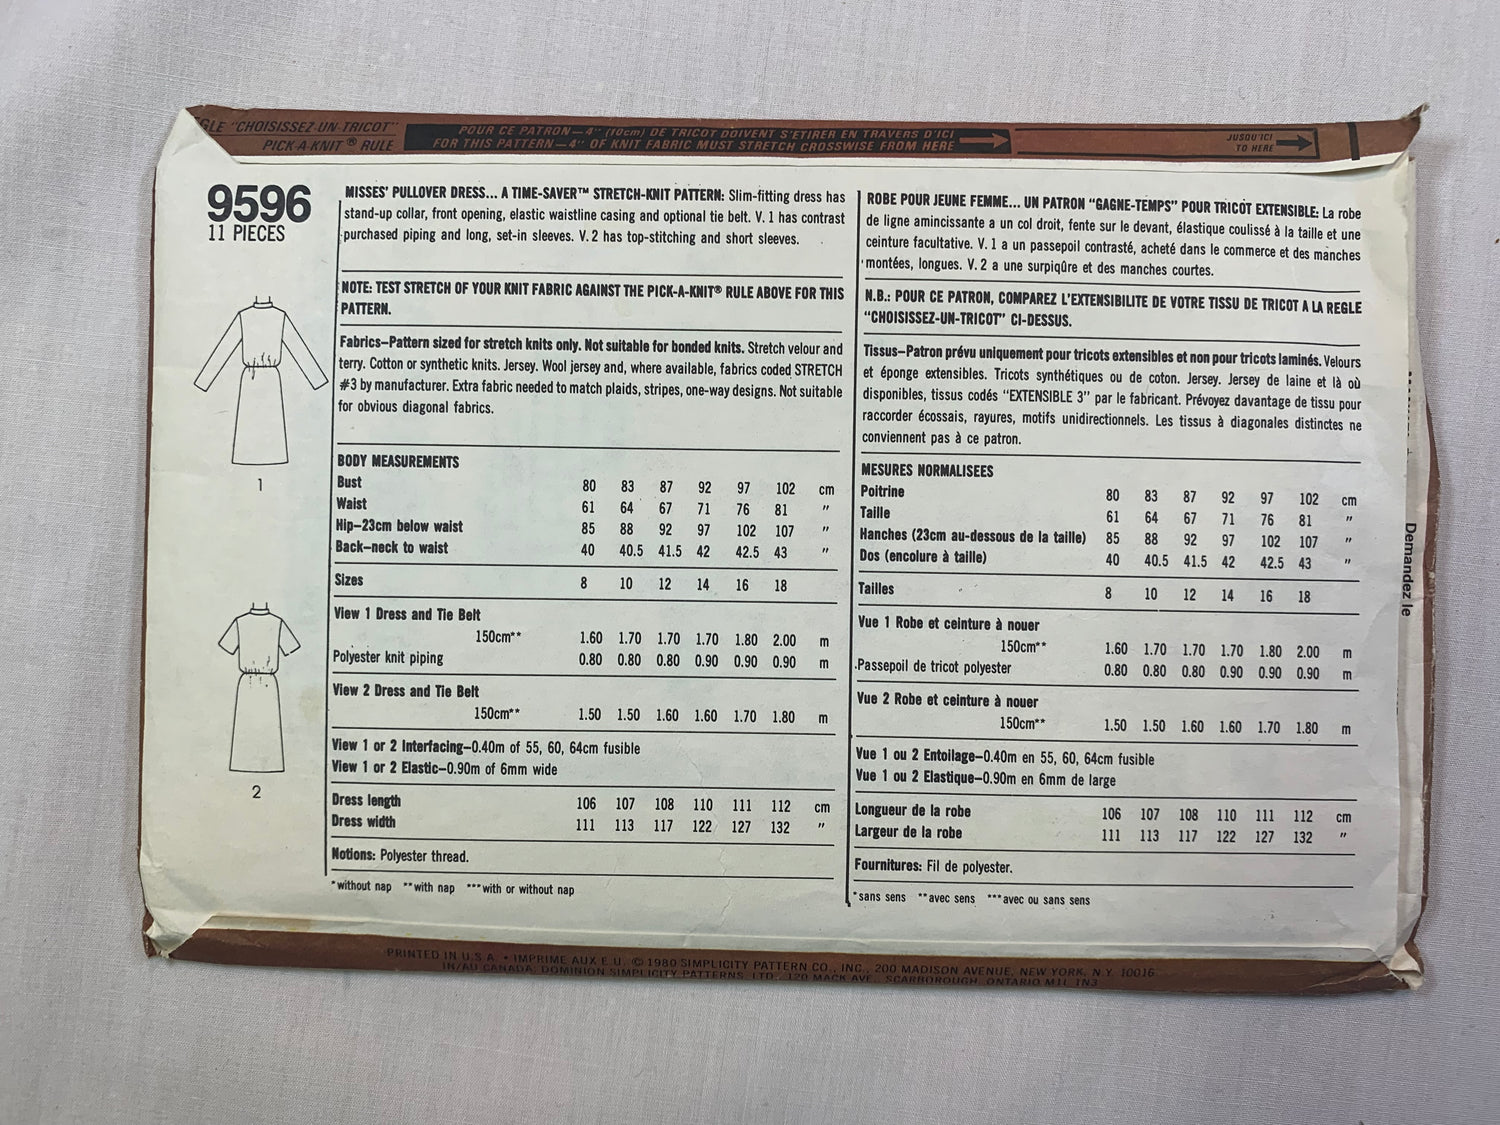 "CHOISISSEZ-UN-TRICOT"
PICK-A-KNIT® RULE
POUR CE PATRON—4" (10cm) DE TRICOT DOIVENT S'ETIRER EN TRAVERS D'ICI
FOR THIS PATTERN—4" OF KNIT FABRIC MUST STRETCH CROSSWISE FROM HERE
JUSQU'ICI
TO HERE
9596
11 PIECES
1
2
MISSES' PULLOVER DRESS... A TIME-SAVER™ STRETCH-KNIT PATTERN: Slim-fitting dress has
stand-up collar, front opening, elastic waistline casing and optional tie belt. V. 1 has contrast
purchased piping and long, set-in sleeves. V. 2 has top-stitching and short sleeves.
NOTE: TEST STRETCH OF YOUR KNIT FABRIC AGAINST THE PICK-A-KNIT® RULE ABOVE FOR THIS
PATTERN.
Fabrics—Pattern sized for stretch knits only. Not suitable for bonded knits. Stretch velour and
terry. Cotton or synthetic knits. Jersey. Wool jersey and, where available, fabrics coded STRETCH
#3 by manufacturer. Extra fabric needed to match plaids, stripes, one-way designs. Not suitable
for obvious diagonal fabrics.
BODY MEASUREMENTS
Bust 80 83 87 92 97 102 cm
Waist 61 64 67 71 76 81 "
Hip—23cm below waist 85 88 92 97 102 107 "
Back—neck to waist 40 40.5 41.5 42 42.5 43 "
Sizes 8 10 12 14 16 18
View 1 Dress and Tie Belt
150cm** 1.60 1.70 1.70 1.70 1.80 2.00 m
Polyester knit piping 0.80 0.80 0.80 0.90 0.90 0.90 m
View 2 Dress and Tie Belt
150cm** 1.50 1.50 1.60 1.60 1.70 1.80 m
View 1 or 2 Interfacing—0.40m of 55, 60, 64cm fusible
View 1 or 2 Elastic—0.90m of 6mm wide
Dress length 106 107 108 110 111 112 cm
Dress width 111 113 117 122 127 132 "
Notions: Polyester thread.
*without nap **with nap ***with or without nap
ROBE POUR JEUNE FEMME... UN PATRON "GAGNE-TEMPS" POUR TRICOT EXTENSIBLE: La robe
de ligne amincissante a un col droit, fente sur le devant, élastique coulissé à la taille et une
ceinture facultative. V. 1 a un passepoil contrasté, acheté dans le commerce et des manches
montées, longues. V. 2 a une surpiqûre et des manches courtes.
N.B.: POUR CE PATRON, COMPAREZ L'EXTENSIBILITE DE VOTRE TISSU DE TRICOT A LA REGLE
"CHOISISSEZ-UN-TRICOT" CI-DESSUS.
Tissus—Patron prévu uniquement pour tricots extensibles et non pour tricots laminés. Velours
et éponge extensibles. Tricots synthétiques ou de coton. Jersey. Jersey de laine et là où
disponibles, tissus codés "EXTENSIBLE 3" par le fabricant. Prévoyez davantage de tissu pour
raccorder écossais, rayures, motifs unidirectionnels. Les tissus à diagonales distinctes ne
conviennent pas à ce patron.
MESURES NORMALISEES
Poitrine 80 83 87 92 97 102 cm
Taille 61 64 67 71 76 81 "
Hanches (23cm au-dessous de la taille) 85 88 92 97 102 107 "
Dos (encolure à taille) 40 40.5 41.5 42 42.5 43 "
Tailles 8 10 12 14 16 18
Vue 1 Robe et ceinture à nouer
150cm** 1.60 1.70 1.70 1.70 1.80 2.00 m
Passepoil de tricot polyester 0.80 0.80 0.80 0.90 0.90 0.90 m
Vue 2 Robe et ceinture à nouer
150cm** 1.50 1.50 1.60 1.60 1.70 1.80 m
Vue 1 ou 2 Entoilage—0.40m en 55, 60, 64cm fusible
Vue 1 ou 2 Elastique—0.90m en 6mm de large
Longueur de la robe 106 107 108 110 111 112 cm
Largeur de la robe 111 113 117 122 127 132 "
Fournitures: Fil de polyester.
*sans sens **avec sens ***avec ou sans sens
Demandez le
PRINTED IN U.S.A. • IMPRIME AUX E.U. © 1980 SIMPLICITY PATTERN CO., INC., 200 MADISON AVENUE, NEW YORK, N.Y. 10016
IN/AU CANADA: DOMINION SIMPLICITY PATTERNS, LTD., 120 MACK AVE., SCARBOROUGH, ONTARIO M1L 1N3